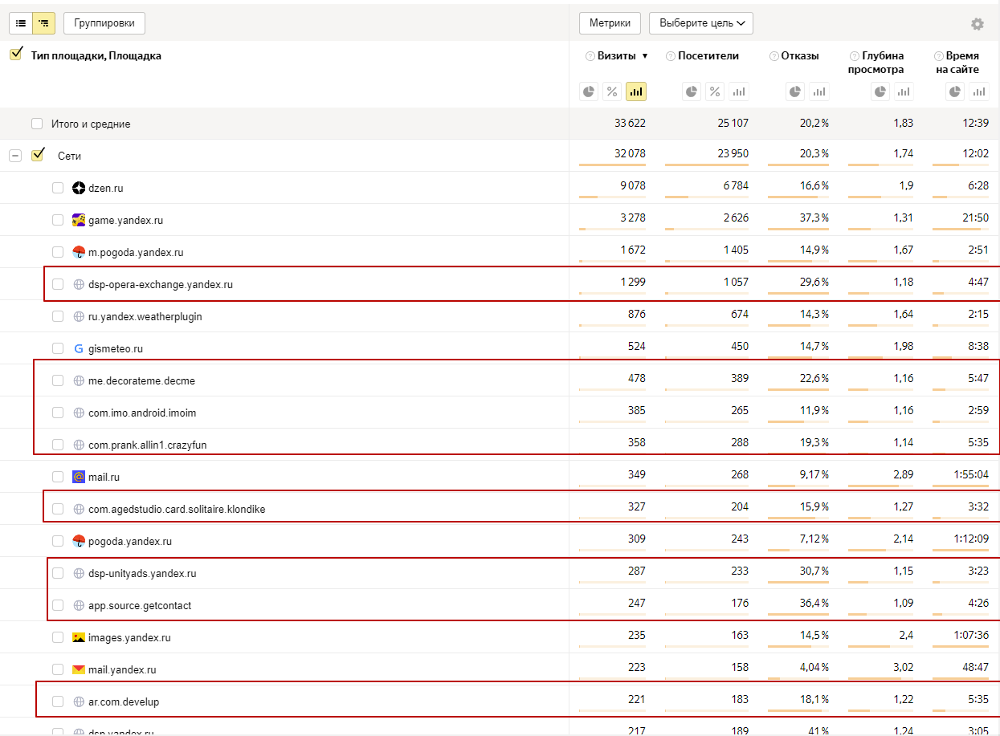 Группировки Метрики Выберите цель
Тип площадки, Площадка Визиты ▼ Посетители Отказы Глубина просмотра Время на сайте
Итого и средние 33 622 25 107 20,2 % 1,83 12:39
Сети 32 078 23 950 20,3 % 1,74 12:02
dzen.ru 9 078 6 784 16,6 % 1,9 6:28
game.yandex.ru 3 278 2 626 37,3 % 1,31 21:50
m.pogoda.yandex.ru 1 672 1 405 14,9 % 1,67 2:51
dsp-opera-exchange.yandex.ru 1 299 1 057 29,6 % 1,18 4:47
ru.yandex.weatherplugin 876 674 14,3 % 1,64 2:15
gismeteo.ru 524 450 14,7 % 1,98 8:38
me.decorateme.decme 478 389 22,6 % 1,16 5:47
com.imo.android.imoim 385 265 11,9 % 1,16 2:59
com.prank.allin1.crazyfun 358 288 19,3 % 1,14 5:35
mail.ru 349 268 9,17 % 2,89 1:55:04
com.agedstudio.card.solitaire.klondike 327 204 15,9 % 1,27 3:32
pogoda.yandex.ru 309 243 7,12 % 2,14 1:12:09
dsp-unityads.yandex.ru 287 233 30,7 % 1,15 3:23
app.source.getcontact 247 176 36,4 % 1,09 4:26
images.yandex.ru 235 163 14,5 % 2,4 1:07:36
mail.yandex.ru 223 158 4,04 % 3,02 48:47
ar.com.develup 221 183 18,1 % 1,22 5:35
dsp.yandex.ru 217 189 41 % 1,24 3:05